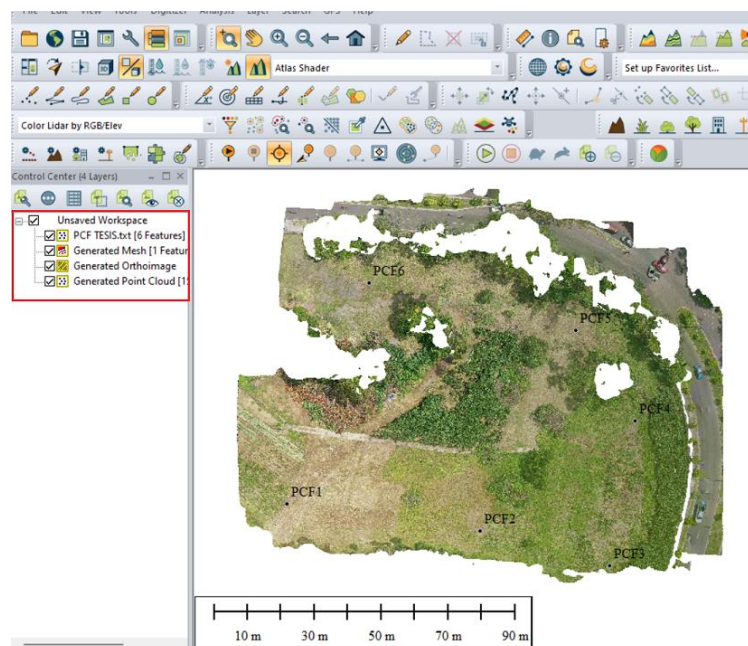 File Edit View Tools Digitizer Analysis Layer Search GPS Help
Atlas Shader
Set up Favorites List...
Color Lidar by RGB/Elev
Control Center (4 Layers)
Unsaved Workspace
PCF TESIS.txt [6 Features]
Generated Mesh [1 Featur
Generated Orthoimage
Generated Point Cloud [1
PCF6
PCF5
PCF4
PCF1
PCF2
PCF3
10 m 30 m 50 m 70 m 90 m